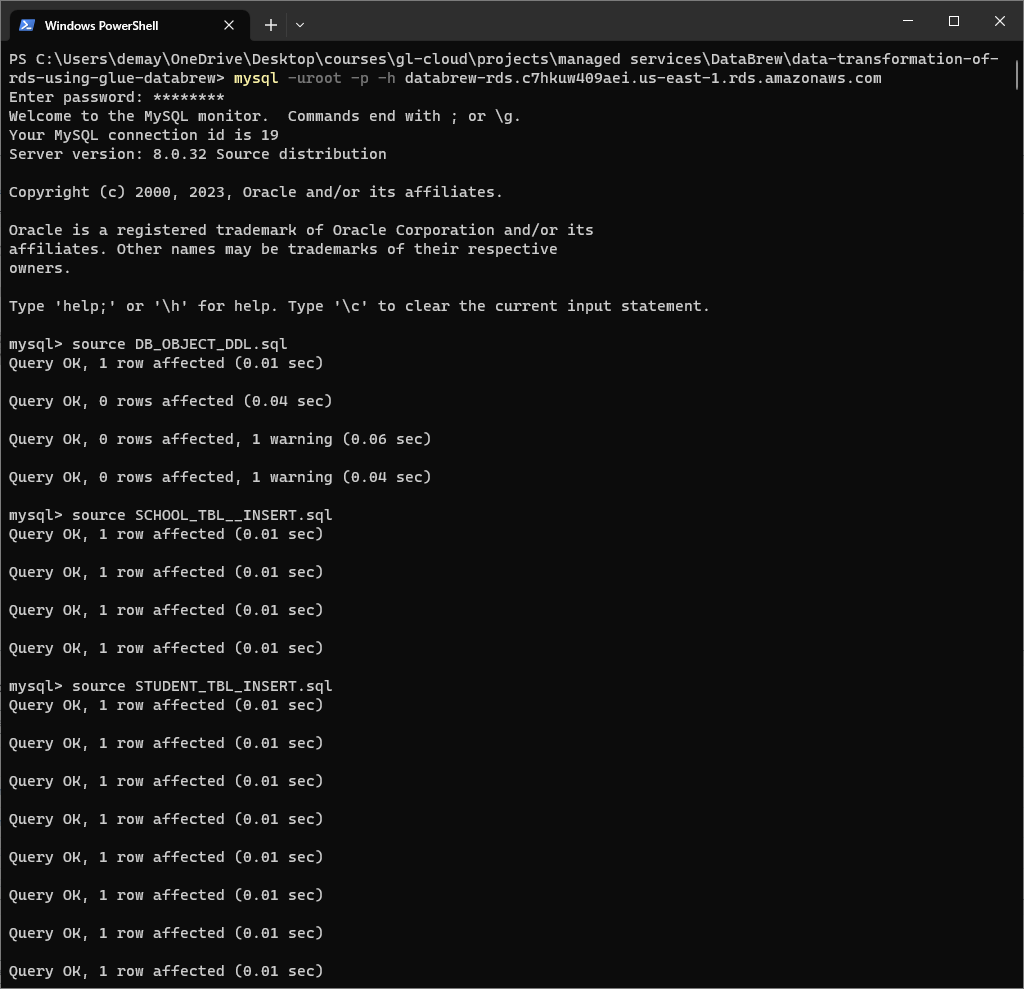 Windows PowerShell
PS C:\Users\demay\OneDrive\Desktop\courses\gl-cloud\projects\managed services\DataBrew\data-transformation-of-
rds-using-glue-databrew> mysql -uroot -p -h databrew-rds.c7hkuw409aei.us-east-1.rds.amazonaws.com
Enter password: ********
Welcome to the MySQL monitor.  Commands end with ; or \g.
Your MySQL connection id is 19
Server version: 8.0.32 Source distribution
Copyright (c) 2000, 2023, Oracle and/or its affiliates.
Oracle is a registered trademark of Oracle Corporation and/or its
affiliates. Other names may be trademarks of their respective
owners.
Type 'help;' or '\h' for help. Type '\c' to clear the current input statement.
mysql> source DB_OBJECT_DDL.sql
Query OK, 1 row affected (0.01 sec)
Query OK, 0 rows affected (0.04 sec)
Query OK, 0 rows affected, 1 warning (0.06 sec)
Query OK, 0 rows affected, 1 warning (0.04 sec)
mysql> source SCHOOL_TBL__INSERT.sql
Query OK, 1 row affected (0.01 sec)
Query OK, 1 row affected (0.01 sec)
Query OK, 1 row affected (0.01 sec)
Query OK, 1 row affected (0.01 sec)
mysql> source STUDENT_TBL_INSERT.sql
Query OK, 1 row affected (0.01 sec)
Query OK, 1 row affected (0.01 sec)
Query OK, 1 row affected (0.01 sec)
Query OK, 1 row affected (0.01 sec)
Query OK, 1 row affected (0.01 sec)
Query OK, 1 row affected (0.01 sec)
Query OK, 1 row affected (0.01 sec)
Query OK, 1 row affected (0.01 sec)